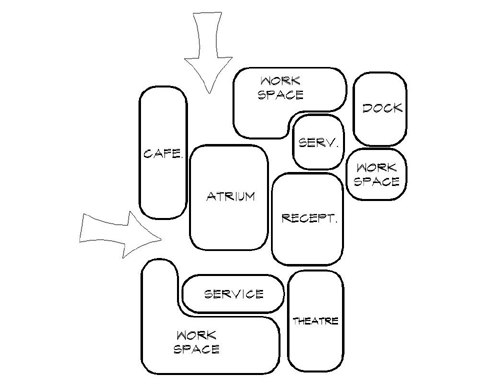 WORK
SPACE
DOCK
SERV.
CAFE.
WORK
SPACE
ATRIUM
RECEPT.
SERVICE
THEATRE
WORK
SPACE